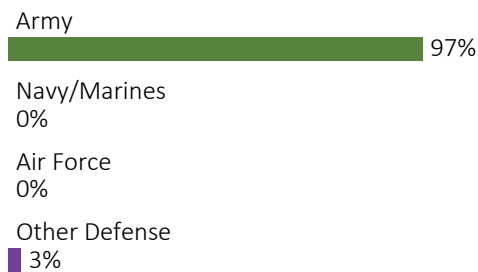 Army
97%
Navy/Marines
0%
Air Force
0%
Other Defense
3%